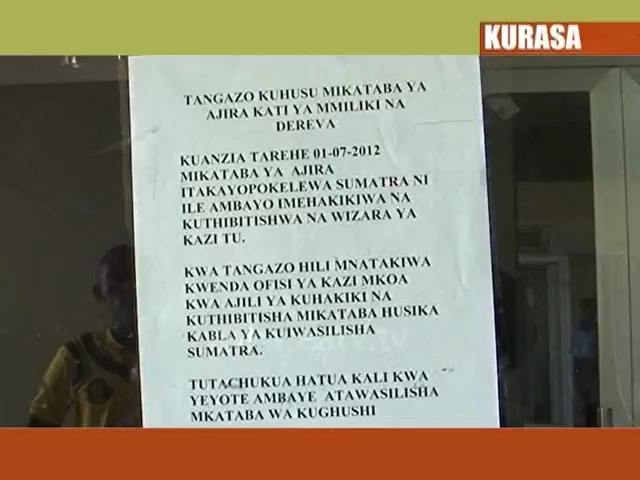 KURASA
TANGAZO KUHUSU MIKATABA YA
AJIRA KATI YA MMILIKI NA
DEREVA
KUANZIA TAREHE 01-07-2012
MIKATABA YA AJIRA
ITAKAYOPOKELEWA SUMATRA NI
ILE AMBAYO IMEHAKIKIWA NA
KUTHIBITISHWA NA WIZARA YA
KAZI TU.
KWA TANGAZO HILI MNATAKIWA
KWENDA OFISI YA KAZI MKOA
KWA AJILI YA KUHAKIKI NA
KUTHIBITISHA MIKATABA HUSIKA
KABLA YA KUIWASILISHA
SUMATRA.
TUTACHUKUA HATUA KALI KWA
YEYOTE AMBAYE ATAWASILISHA
MKATABA WA KUGHUSHI